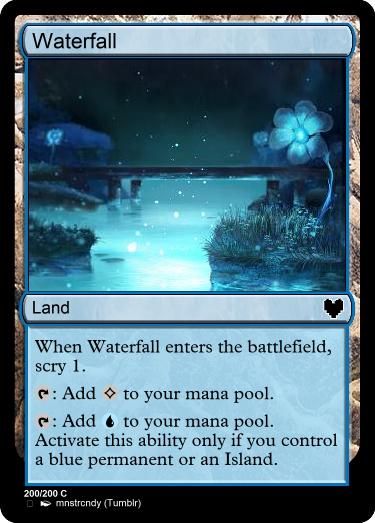 Waterfall
Land
When Waterfall enters the battlefield,
scry 1.
: Add to your mana pool.
: Add to your mana pool.
Activate this ability only if you control
a blue permanent or an Island.
200/200 C
mnstrcndy (Tumblr)